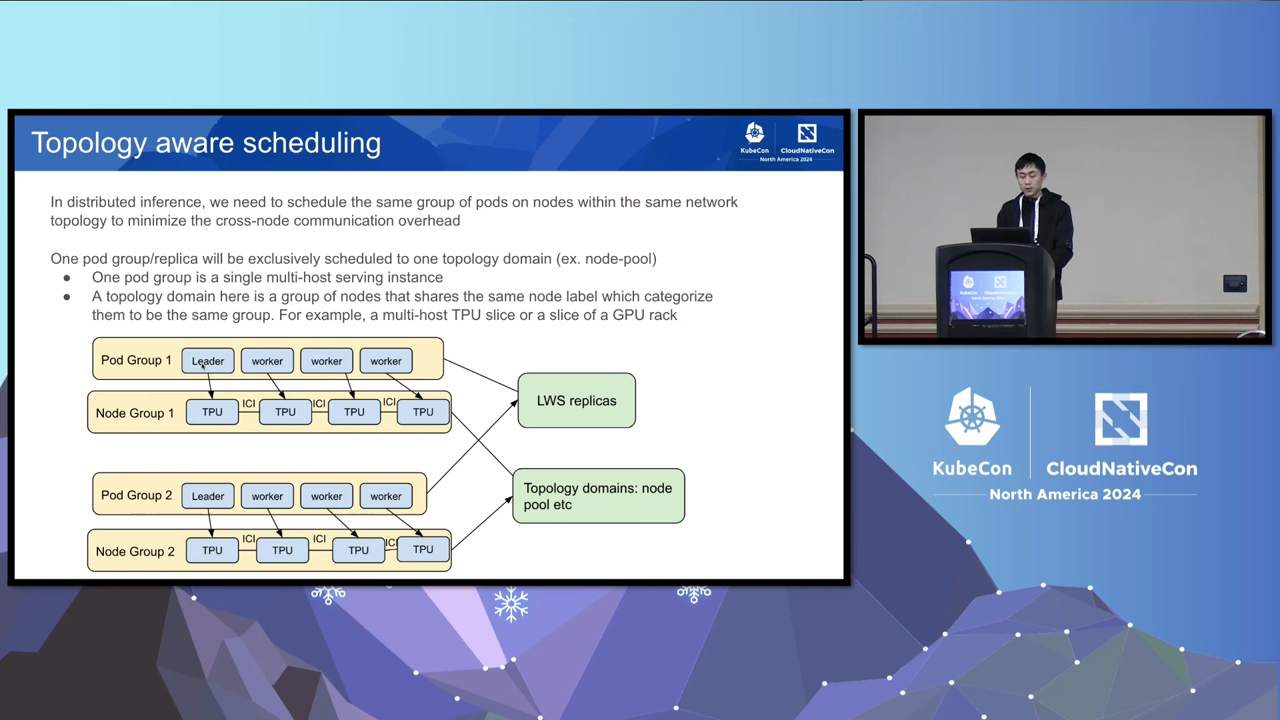 Topology aware scheduling
KubeCon
CloudNativeCon
North America 2024
In distributed inference, we need to schedule the same group of pods on nodes within the same network
topology to minimize the cross-node communication overhead
One pod group/replica will be exclusively scheduled to one topology domain (ex. node-pool)
● One pod group is a single multi-host serving instance
● A topology domain here is a group of nodes that shares the same node label which categorize
them to be the same group. For example, a multi-host TPU slice or a slice of a GPU rack
Pod Group 1 Leader worker worker worker
Node Group 1 TPU ICI TPU ICI TPU ICI TPU
LWS replicas
Topology domains: node
pool etc
Pod Group 2 Leader worker worker worker
Node Group 2 TPU ICI TPU ICI TPU ICI TPU
KubeCon
CloudNativeCon
North America 2024